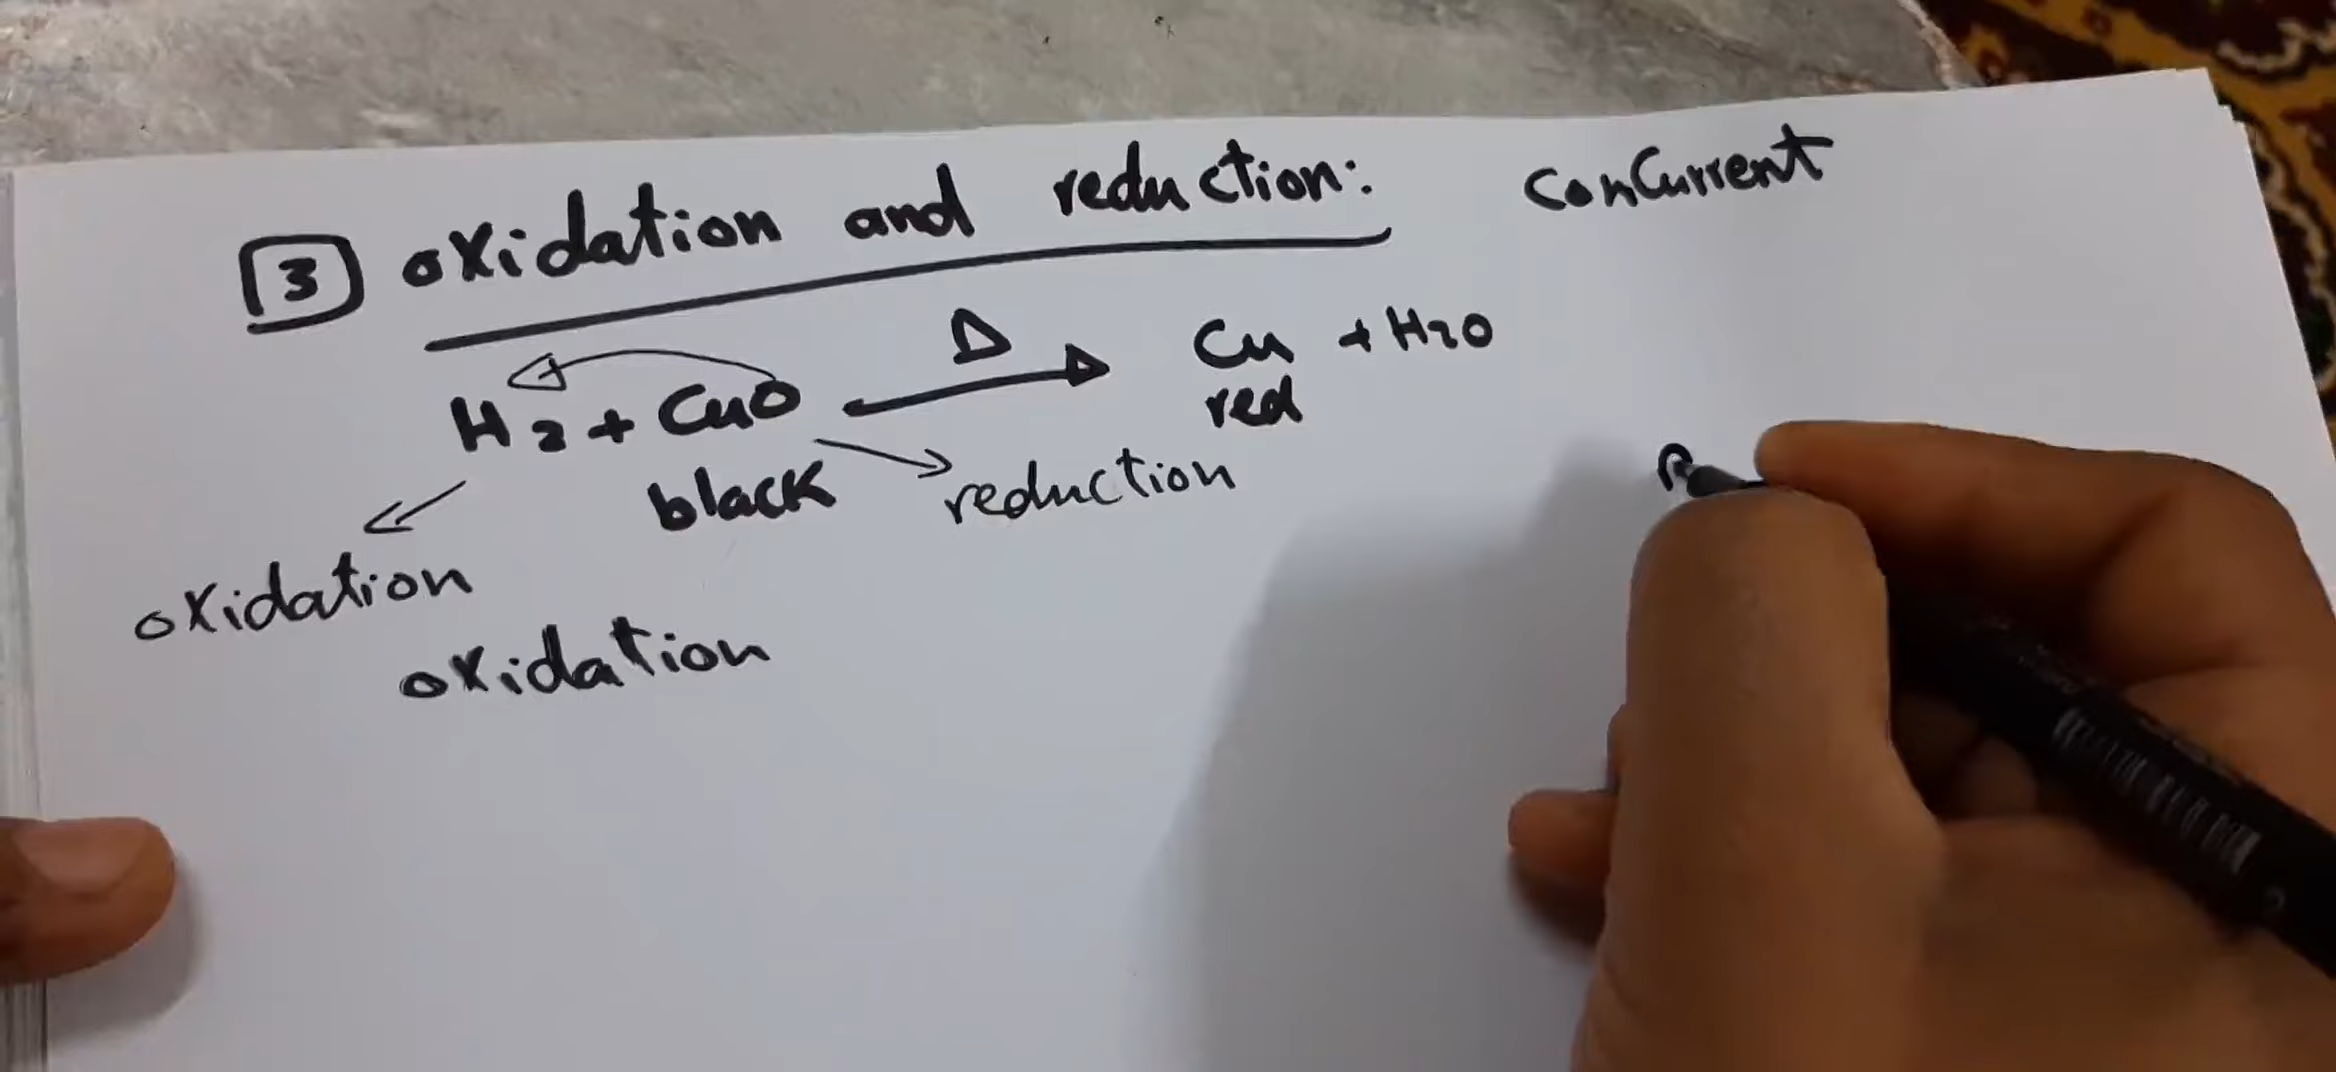 3 oxidation and reduction: Concurrent
H2 + CuO Δ Cu + H2O
black red
reduction
oxidation
oxidation
R